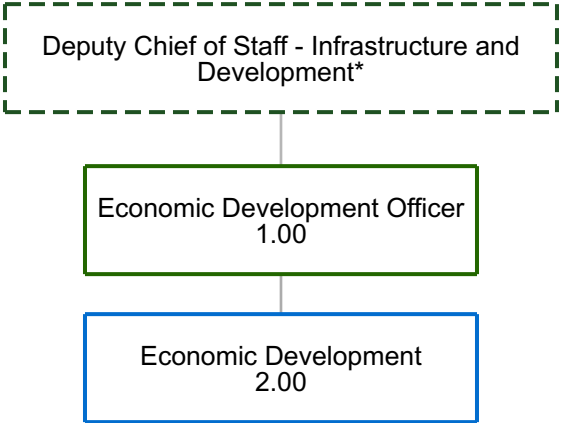 Deputy Chief of Staff - Infrastructure and
Development*
Economic Development Officer
1.00
Economic Development
2.00